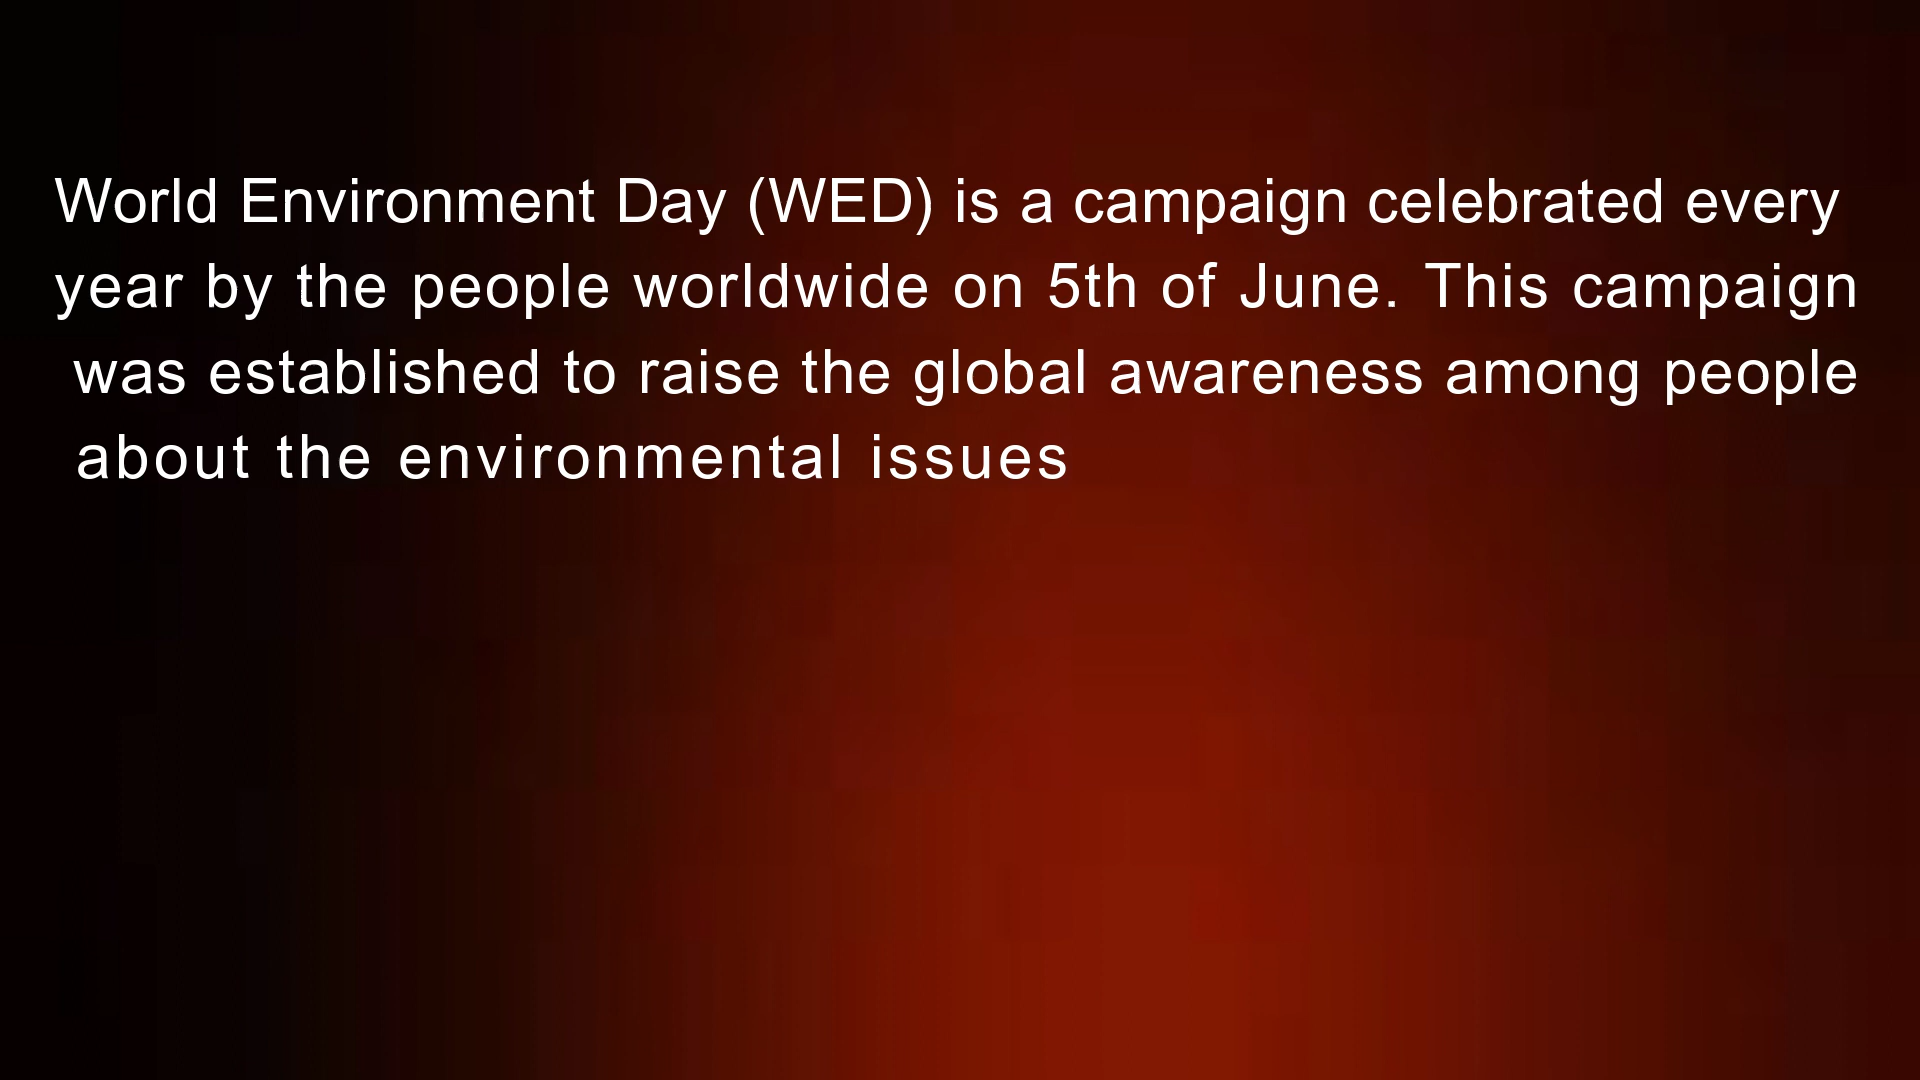 World Environment Day (WED) is a campaign celebrated every
year by the people worldwide on 5th of June. This campaign
was established to raise the global awareness among people
about the environmental issues